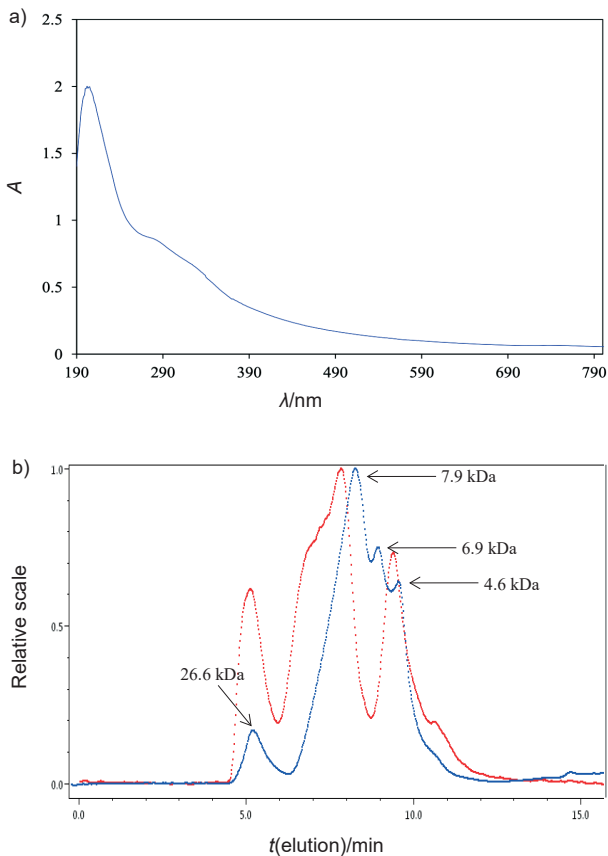 a)
2.5
2
1.5
A
1
0.5
0
190 290 390 490 590 690 790
λ/nm
b)
1.0
7.9 kDa
6.9 kDa
4.6 kDa
Relative scale
0.5
26.6 kDa
0.0
0.0 5.0 10.0 15.0
t(elution)/min